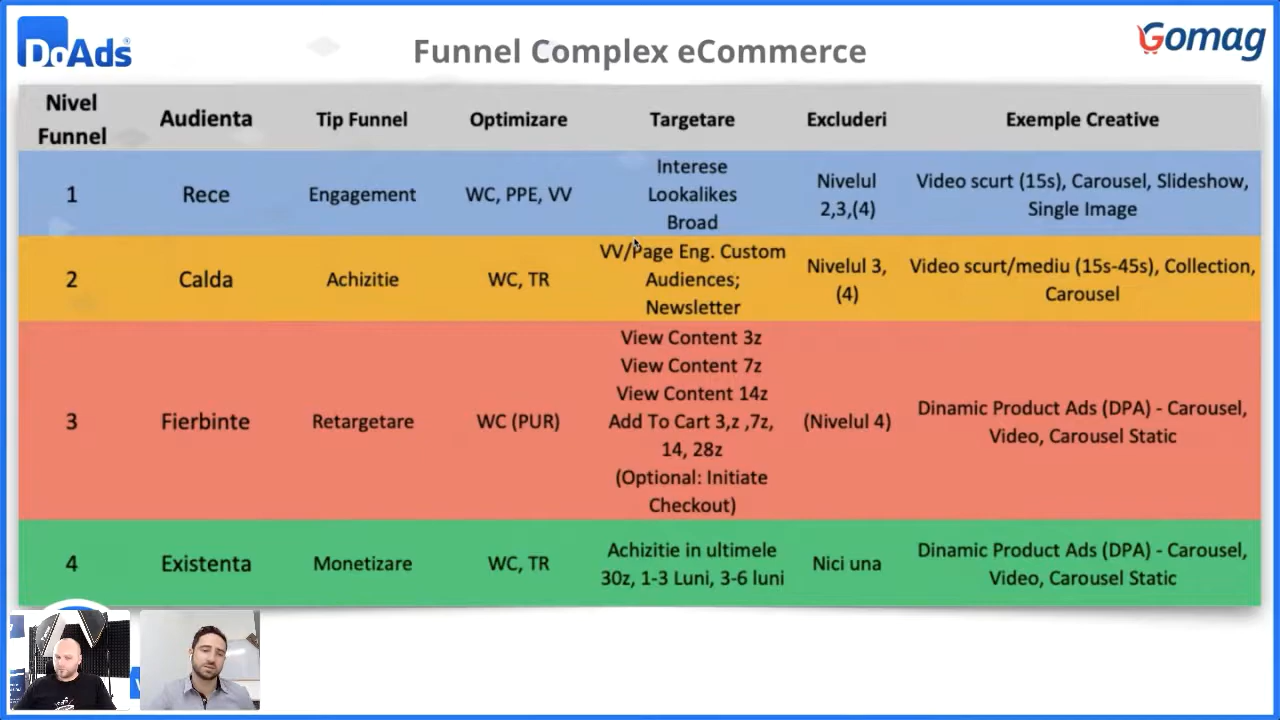 DoAds
Funnel Complex eCommerce
Gomag
Nivel
Funnel
Audienta
Tip Funnel
Optimizare
Targetare
Excluderi
Exemple Creative
1
Rece
Engagement
WC, PPE, VV
Interese
Lookalikes
Broad
Nivelul
2,3,(4)
Video scurt (15s), Carousel, Slideshow,
Single Image
2
Calda
Achizitie
WC, TR
VV/Page Eng. Custom
Audiences;
Newsletter
Nivelul 3,
(4)
Video scurt/mediu (15s-45s), Collection,
Carousel
3
Fierbinte
Retargetare
WC (PUR)
View Content 3z
View Content 7z
View Content 14z
Add To Cart 3,z ,7z,
14, 28z
(Optional: Initiate
Checkout)
(Nivelul 4)
Dinamic Product Ads (DPA) - Carousel,
Video, Carousel Static
4
Existenta
Monetizare
WC, TR
Achizitie in ultimele
30z, 1-3 Luni, 3-6 luni
Nici una
Dinamic Product Ads (DPA) - Carousel,
Video, Carousel Static